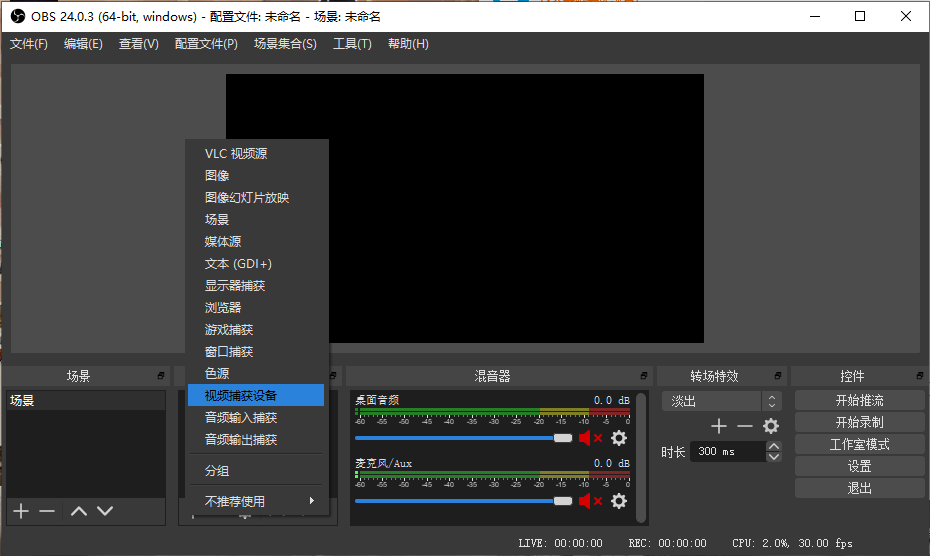 OBS 24.0.3 (64-bit, windows) - 配置文件: 未命名 - 场景: 未命名
文件(F) 编辑(E) 查看(V) 配置文件(P) 场景集合(S) 工具(T) 帮助(H)
VLC 视频源
图像
图像幻灯片放映
场景
媒体源
文本 (GDI+)
显示器捕获
浏览器
游戏捕获
窗口捕获
色源
视频捕获设备
音频输入捕获
音频输出捕获
分组
不推荐使用
场景
场景
混音器
桌面音频 0.0 dB
-60 -55 -50 -45 -40 -35 -30 -25 -20 -15 -10 -5 0
麦克风/Aux 0.0 dB
-60 -55 -50 -45 -40 -35 -30 -25 -20 -15 -10 -5 0
转场特效
淡出
时长 300 ms
控件
开始推流
开始录制
工作室模式
设置
退出
LIVE: 00:00:00 REC: 00:00:00 CPU: 2.0%, 30.00 fps